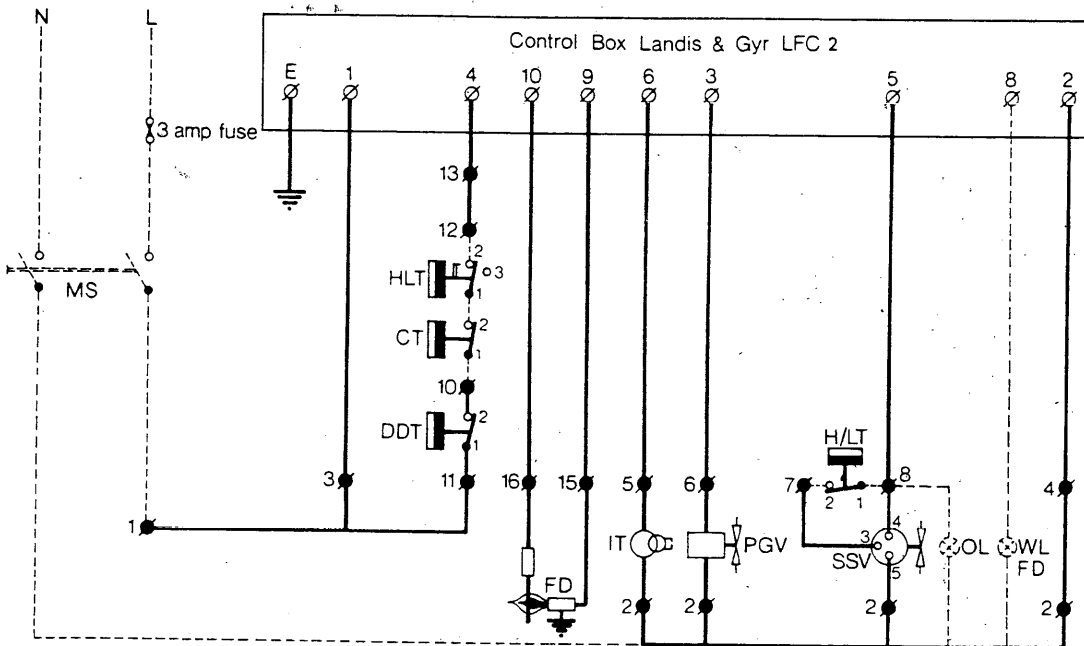 N L
Control Box Landis & Gyr LFC 2
E 1 4 10 9 6 3 5 8 2
3 amp fuse
13
12
2
HLT 3
1
MS
2
CT
1
10
2
DDT
1
H/LT
3 11 16 15 5 6 7 8 4
2 1
1
4
IT PGV 3 OL WL
SSV FD
5
FD
2 2 2 2